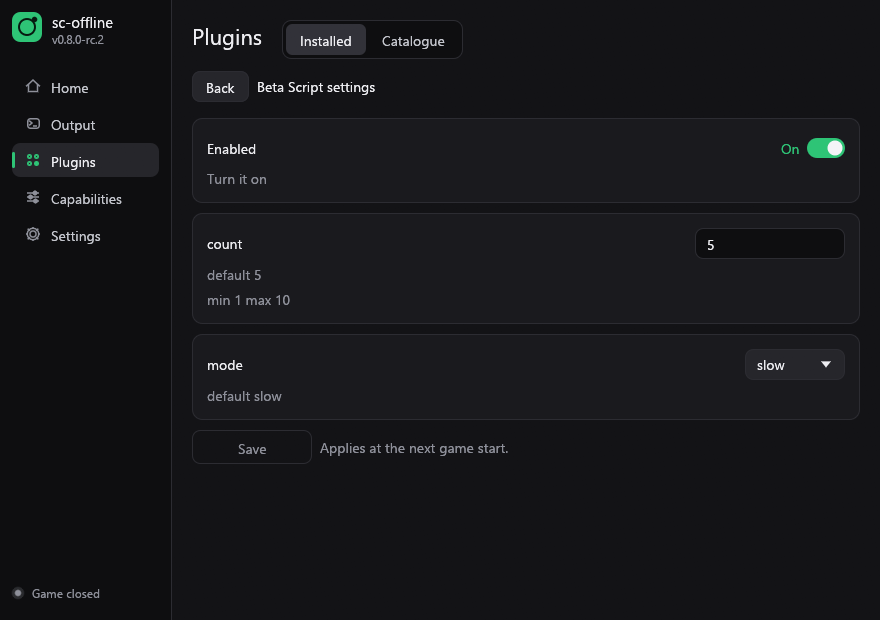 sc-offline
v0.8.0-rc.2
Home
Output
Plugins
Capabilities
Settings
Game closed
Plugins
Installed
Catalogue
Back
Beta Script settings
Enabled
On
Turn it on
count
5
default 5
min 1 max 10
mode
slow
default slow
Save
Applies at the next game start.